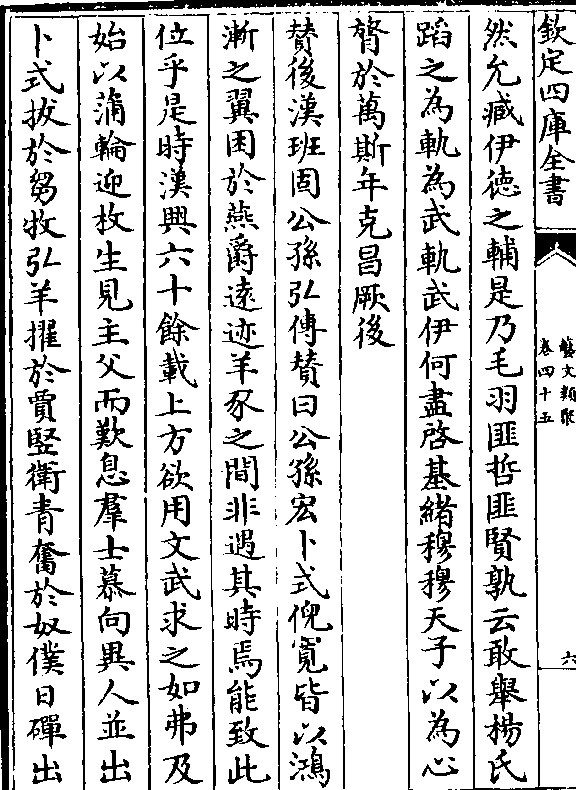 欽定四庫全書
藝文類聚
卷四十五
六
然允臧伊德之輔是乃毛羽匪哲匪賢孰云敢舉楊氏
蹈之為軌為武軌武伊何盡啓基緒穆穆天子以為心
膂於萬斯年克昌厥後
贊後漢班固公孫弘傳贊曰公孫宏卜式倪寛皆以鴻
漸之翼困於燕爵遠迹羊豕之間非遇其時焉能致此
位乎是時漢興六十餘載上方欲用文武求之如弗及
始以蒲輪迎枚生見主父而歎息羣士慕向異人並出
卜式拔於芻牧弘羊擢於賈竪衛青奮於奴僕日磾出